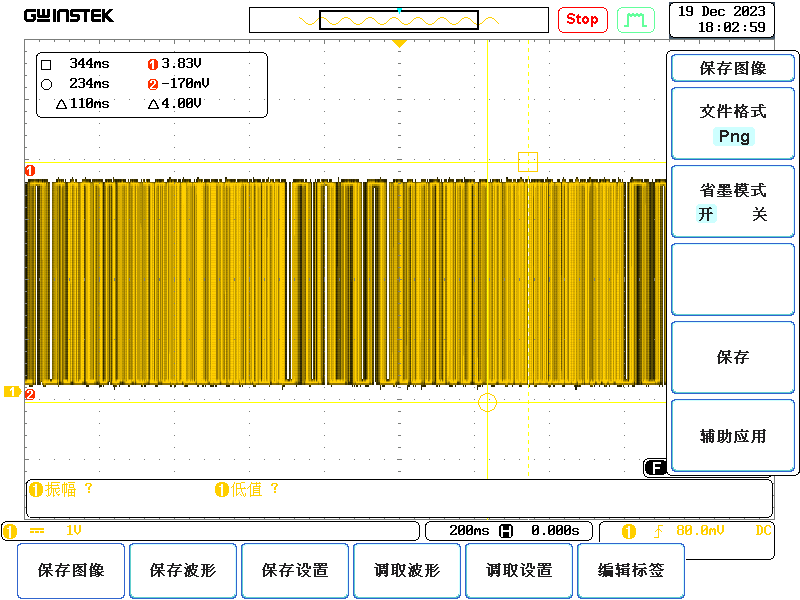 GWINSTEK
Stop
19 Dec 2023
18:02:59
344ms 1 3.83V
234ms 2 -170mV
△110ms △4.00V
1
1
2
保存图像
文件格式
Png
省墨模式
开 关
保存
辅助应用
F
1振幅 ? 1低值 ?
1 1V
200ms H 0.000s
1 80.0mV DC
保存图像
保存波形
保存设置
调取波形
调取设置
编辑标签